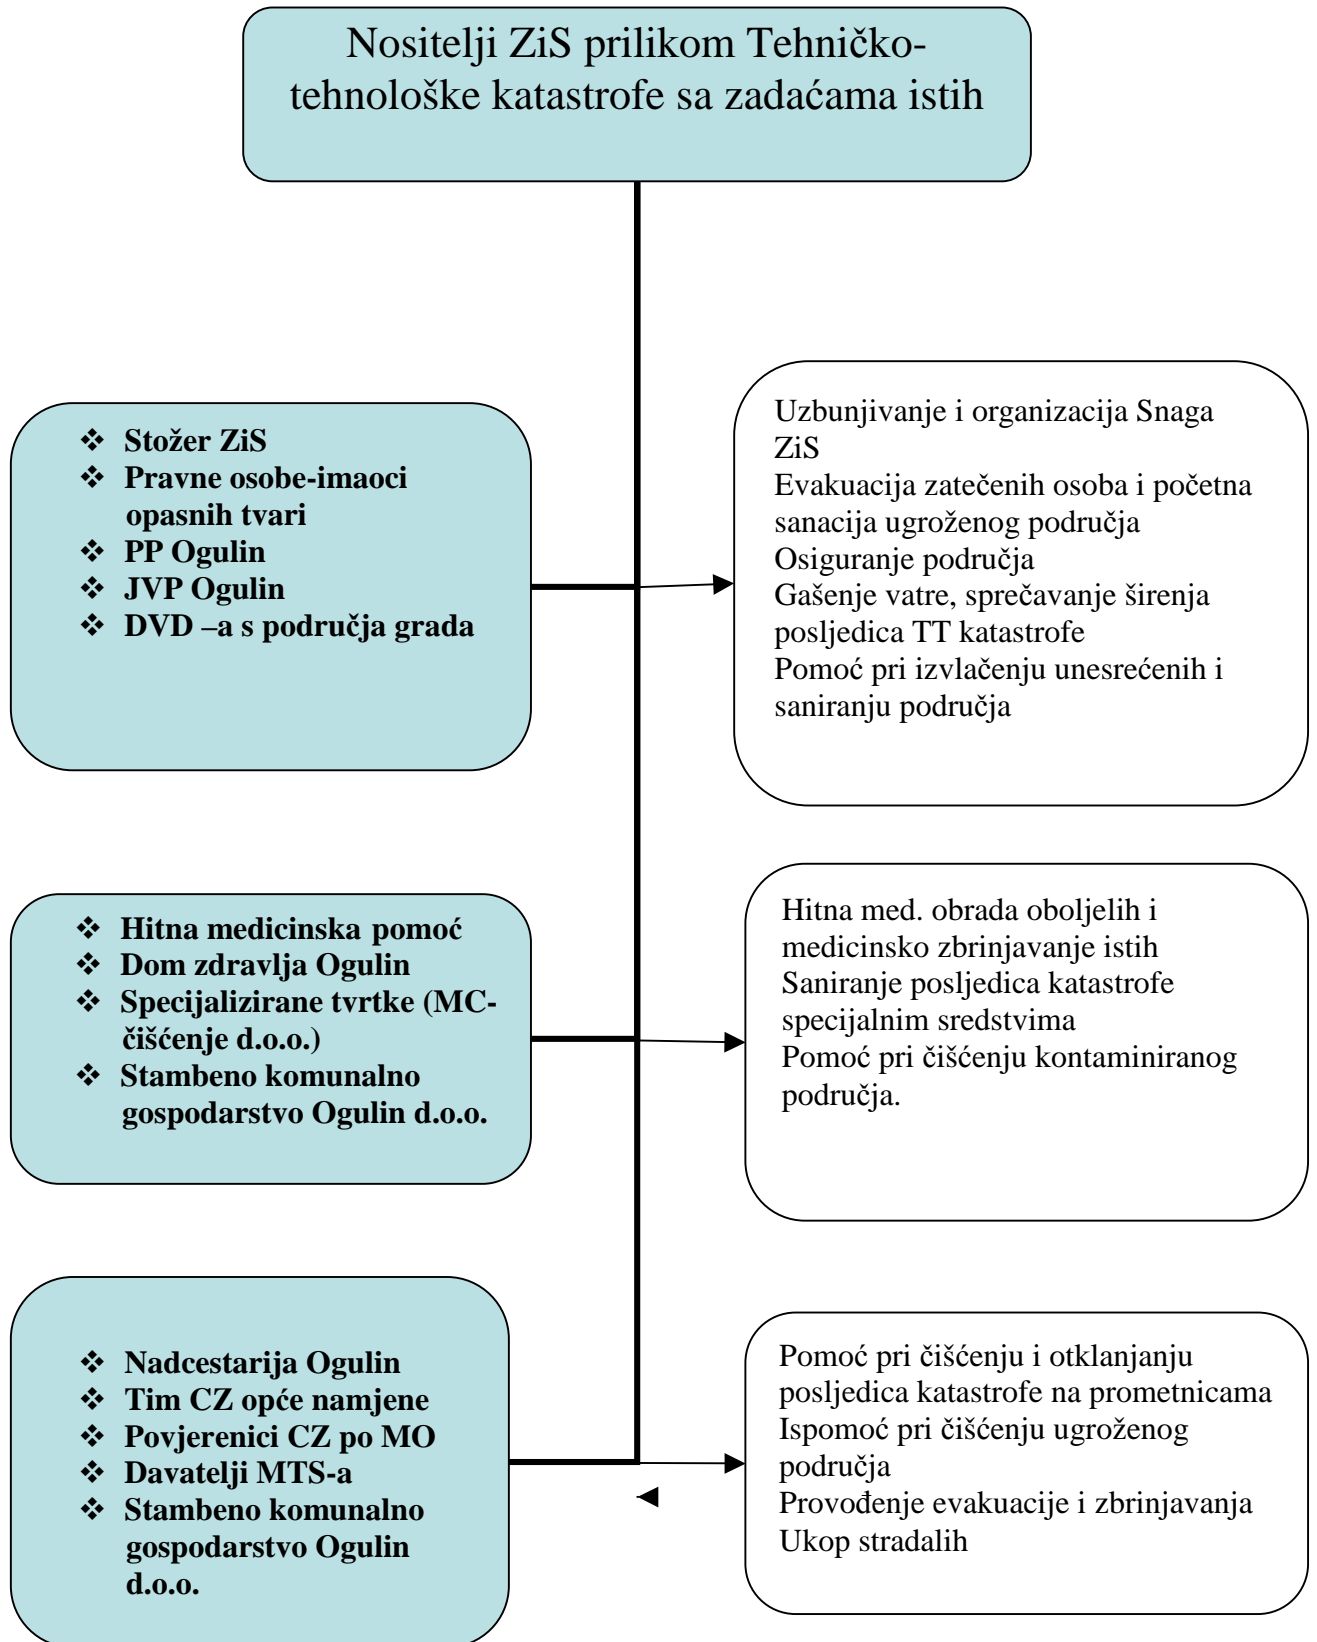 Nositelji ZiS prilikom Tehničko-
tehnološke katastrofe sa zadaćama istih
❖ Stožer ZiS
❖ Pravne osobe-imaoci
opasnih tvari
❖ PP Ogulin
❖ JVP Ogulin
❖ DVD –a s područja grada
Uzbunjivanje i organizacija Snaga
ZiS
Evakuacija zatečenih osoba i početna
sanacija ugroženog područja
Osiguranje područja
Gašenje vatre, sprečavanje širenja
posljedica TT katastrofe
Pomoć pri izvlačenju unesrećenih i
saniranju područja
❖ Hitna medicinska pomoć
❖ Dom zdravlja Ogulin
❖ Specijalizirane tvrtke (MC-
čišćenje d.o.o.)
❖ Stambeno komunalno
gospodarstvo Ogulin d.o.o.
Hitna med. obrada oboljelih i
medicinsko zbrinjavanje istih
Saniranje posljedica katastrofe
specijalnim sredstvima
Pomoć pri čišćenju kontaminiranog
područja.
❖ Nadcestarija Ogulin
❖ Tim CZ opće namjene
❖ Povjerenici CZ po MO
❖ Davatelji MTS-a
❖ Stambeno komunalno
gospodarstvo Ogulin
d.o.o.
Pomoć pri čišćenju i otklanjanju
posljedica katastrofe na prometnicama
Ispomoć pri čišćenju ugroženog
područja
Provođenje evakuacije i zbrinjavanja
Ukop stradalih